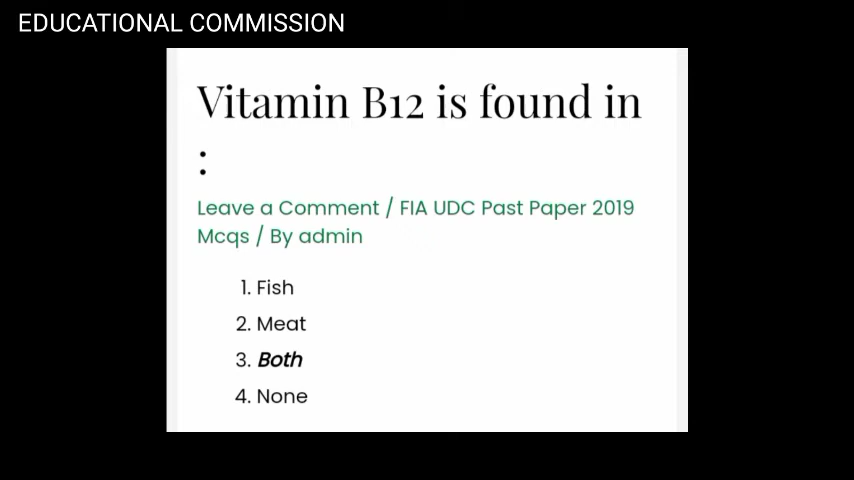 EDUCATIONAL COMMISSION
Vitamin B12 is found in
:
Leave a Comment / FIA UDC Past Paper 2019
Mcqs / By admin
1. Fish
2. Meat
3. Both
4. None